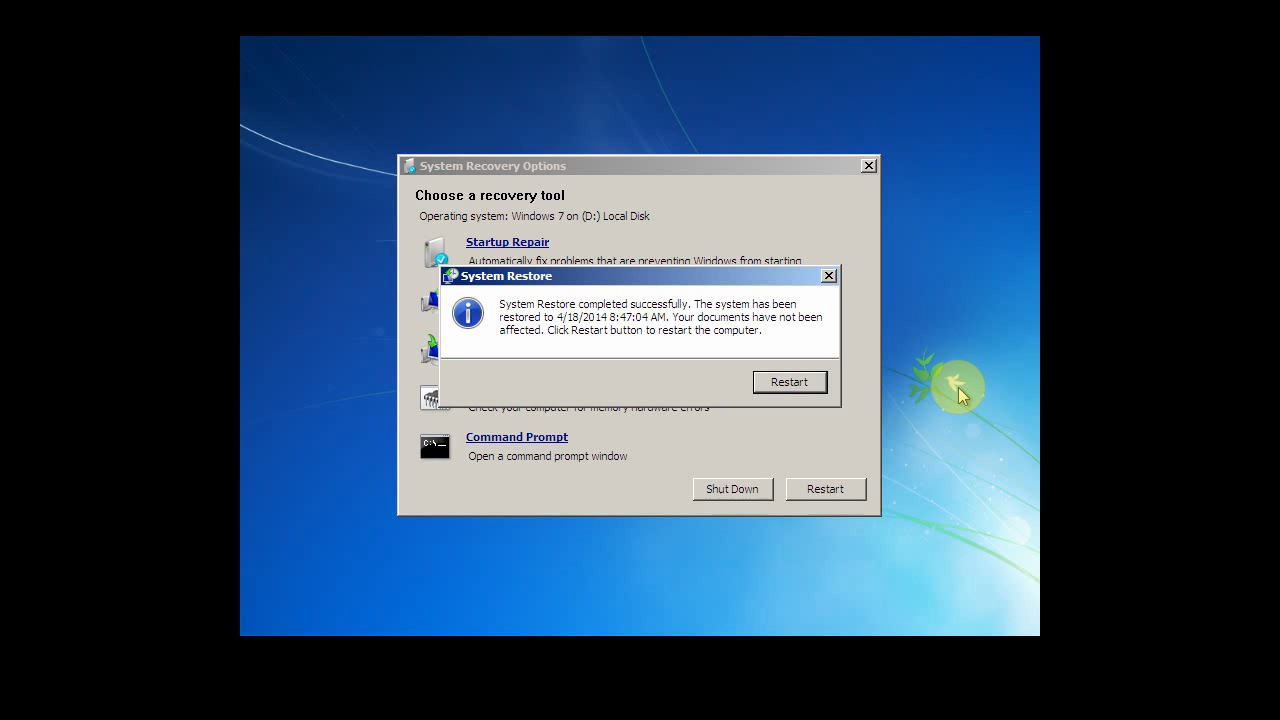 System Recovery Options
Choose a recovery tool
Operating system: Windows 7 on (D:) Local Disk
Startup Repair
Automatically fix problems that are preventing Windows from starting
System Restore
System Restore completed successfully. The system has been
restored to 4/18/2014 8:47:04 AM. Your documents have not been
affected. Click Restart button to restart the computer.
Restart
Check your computer for memory hardware errors
C:\_
Command Prompt
Open a command prompt window
Shut Down
Restart